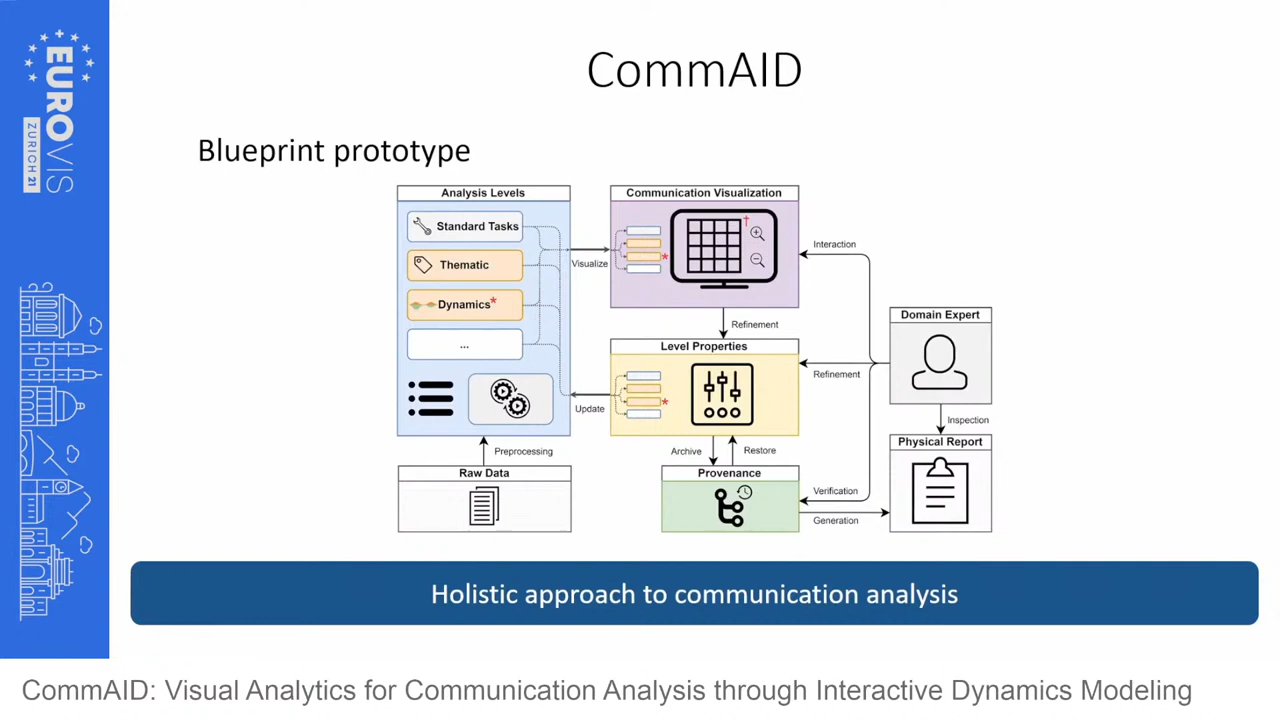 EUROVIS
ZURICH 21
CommAID
Blueprint prototype
Analysis Levels
Standard Tasks
Thematic
Dynamics*
...
Visualize
Communication Visualization
*
†
Refinement
Level Properties
*
Update
Preprocessing
Raw Data
Archive
Restore
Provenance
Interaction
Refinement
Verification
Generation
Domain Expert
Inspection
Physical Report
Holistic approach to communication analysis
CommAID: Visual Analytics for Communication Analysis through Interactive Dynamics Modeling